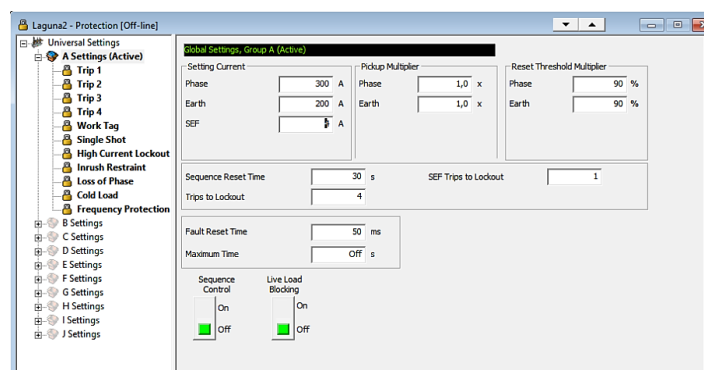 Laguna2 - Protection [Off-line]
Universal Settings
A Settings (Active)
Trip 1
Trip 2
Trip 3
Trip 4
Work Tag
Single Shot
High Current Lockout
Inrush Restraint
Loss of Phase
Cold Load
Frequency Protection
B Settings
C Settings
D Settings
E Settings
F Settings
G Settings
H Settings
I Settings
J Settings
Global Settings, Group A (Active)
Setting Current
Phase 300 A
Earth 200 A
SEF A
Pickup Multiplier
Phase 1,0 x
Earth 1,0 x
Reset Threshold Multiplier
Phase 90 %
Earth 90 %
Sequence Reset Time 30 s SEF Trips to Lockout 1
Trips to Lockout 4
Fault Reset Time 50 ms
Maximum Time Off s
Sequence Control
On
Off
Live Load Blocking
On
Off